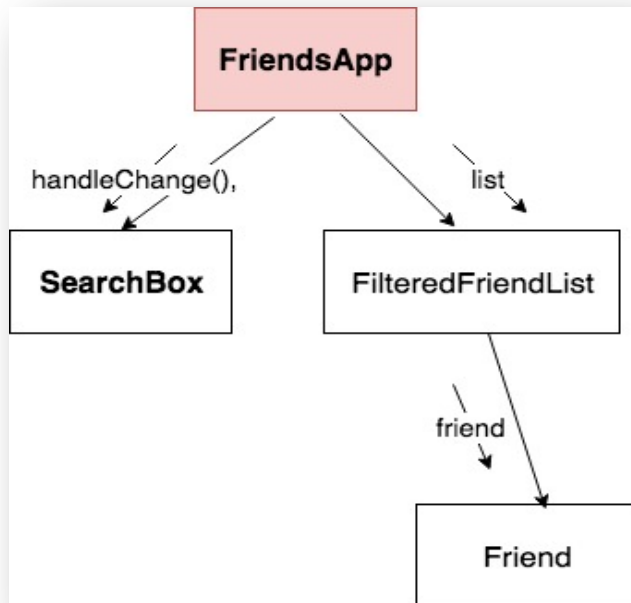 FriendsApp
handleChange(),
list
SearchBox
FilteredFriendList
friend
Friend